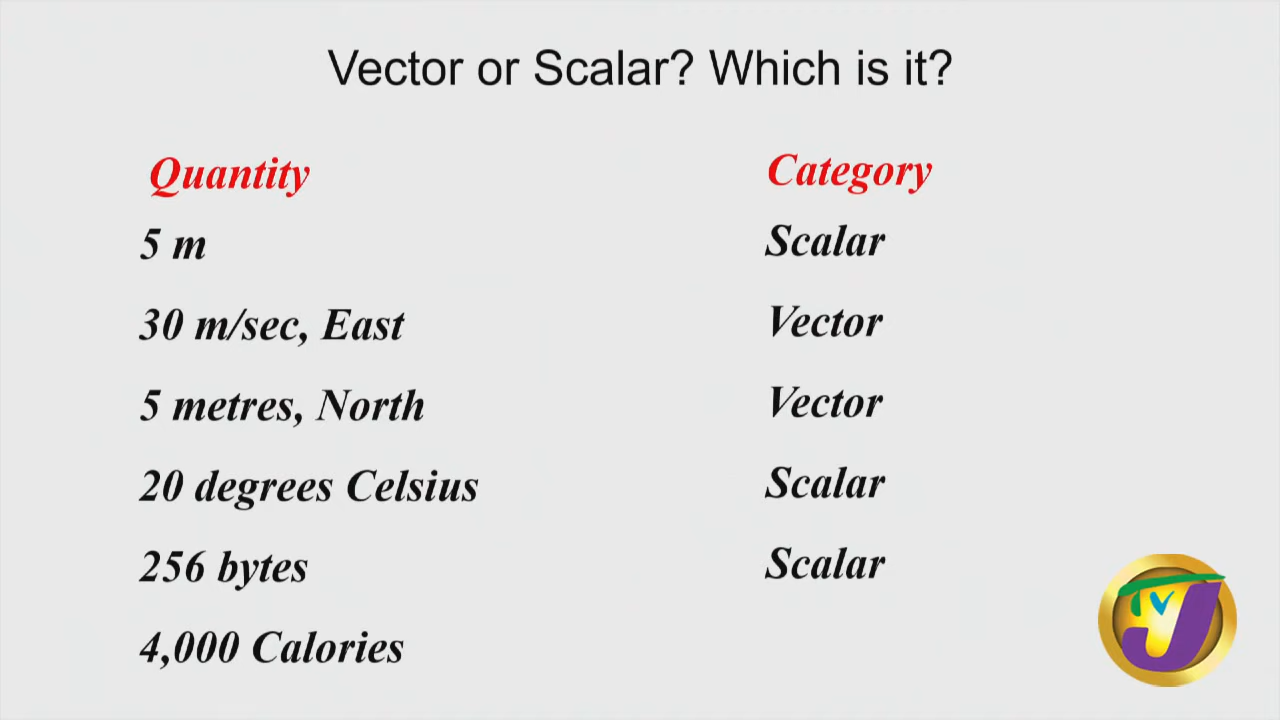 Vector or Scalar? Which is it?
Quantity Category
5 m Scalar
30 m/sec, East Vector
5 metres, North Vector
20 degrees Celsius Scalar
256 bytes Scalar
4,000 Calories
TVJ